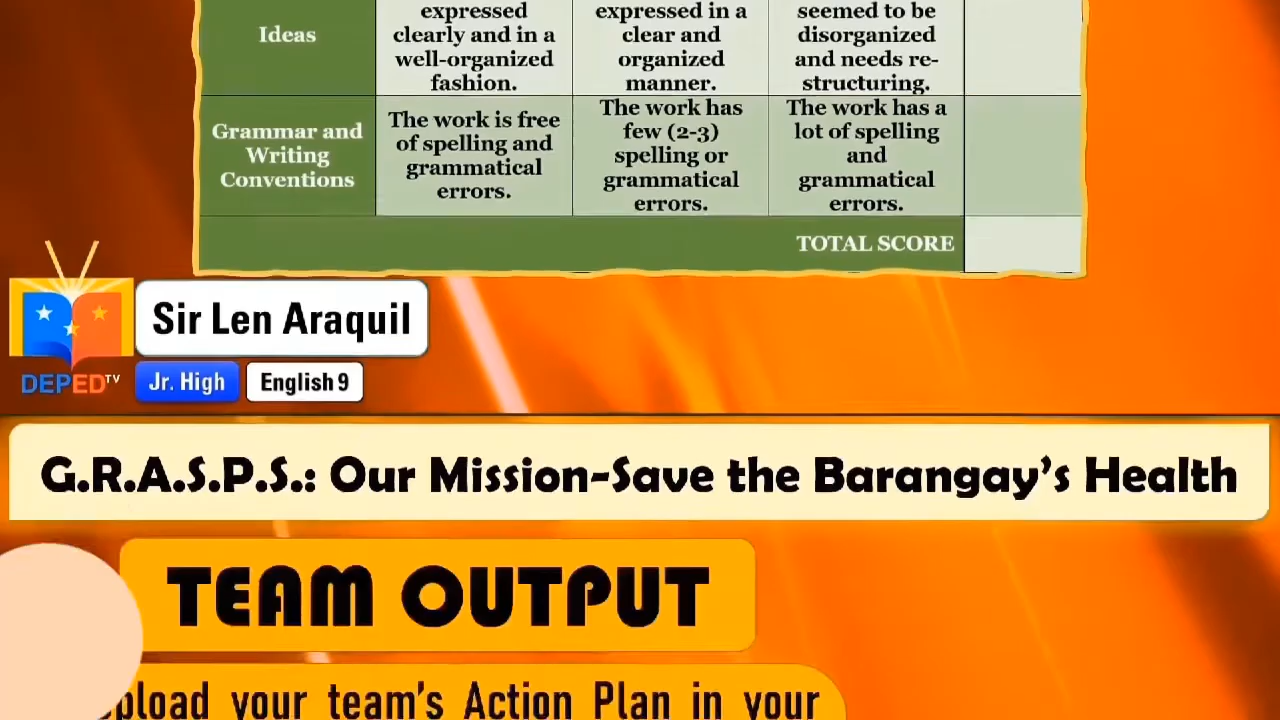 Ideas
expressed
clearly and in a
well-organized
fashion.
expressed in a
clear and
organized
manner.
seemed to be
disorganized
and needs re-
structuring.
Grammar and
Writing
Conventions
The work is free
of spelling and
grammatical
errors.
The work has
few (2-3)
spelling or
grammatical
errors.
The work has a
lot of spelling
and
grammatical
errors.
TOTAL SCORE
Sir Len Araquil
DEPED TV
Jr. High
English 9
G.R.A.S.P.S.: Our Mission-Save the Barangay's Health
TEAM OUTPUT
your team's Action Plan in your